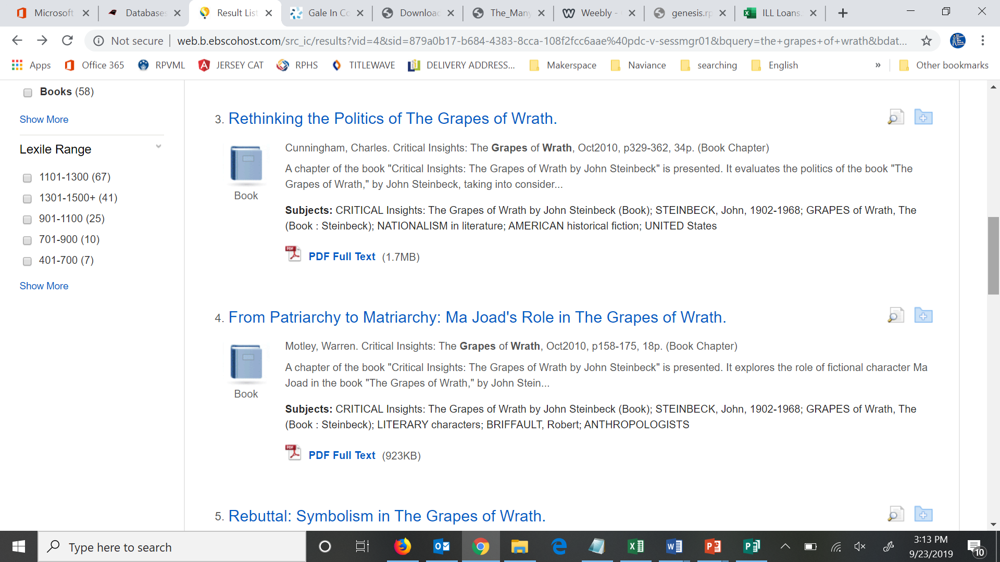 Microsoft
Databases
Result List
Gale In Co
Download
The_Many
Weebly -
genesis.rp
ILL Loans.
Not secure
web.b.ebscohost.com/src_ic/results?vid=4&sid=879a0b17-b684-4383-8cca-108f2fcc6aae%40pdc-v-sessmgr01&bquery=the+grapes+of+wrath&bdat...
Apps
Office 365
RPVML
JERSEY CAT
RPHS
TITLEWAVE
DELIVERY ADDRESS...
Makerspace
Naviance
searching
English
»
Other bookmarks
Books (58)
Show More
Lexile Range
1101-1300 (67)
1301-1500+ (41)
901-1100 (25)
701-900 (10)
401-700 (7)
Show More
3. Rethinking the Politics of The Grapes of Wrath.
Book
Cunningham, Charles. Critical Insights: The Grapes of Wrath, Oct2010, p329-362, 34p. (Book Chapter)
A chapter of the book "Critical Insights: The Grapes of Wrath by John Steinbeck" is presented. It evaluates the politics of the book "The
Grapes of Wrath," by John Steinbeck, taking into consider...
Subjects: CRITICAL Insights: The Grapes of Wrath by John Steinbeck (Book); STEINBECK, John, 1902-1968; GRAPES of Wrath, The
(Book : Steinbeck); NATIONALISM in literature; AMERICAN historical fiction; UNITED States
PDF Full Text (1.7MB)
4. From Patriarchy to Matriarchy: Ma Joad's Role in The Grapes of Wrath.
Book
Motley, Warren. Critical Insights: The Grapes of Wrath, Oct2010, p158-175, 18p. (Book Chapter)
A chapter of the book "Critical Insights: The Grapes of Wrath by John Steinbeck" is presented. It explores the role of fictional character Ma
Joad in the book "The Grapes of Wrath," by John Stein...
Subjects: CRITICAL Insights: The Grapes of Wrath by John Steinbeck (Book); STEINBECK, John, 1902-1968; GRAPES of Wrath, The
(Book : Steinbeck); LITERARY characters; BRIFFAULT, Robert; ANTHROPOLOGISTS
PDF Full Text (923KB)
5. Rebuttal: Symbolism in The Grapes of Wrath.
Type here to search
3:13 PM
9/23/2019
10